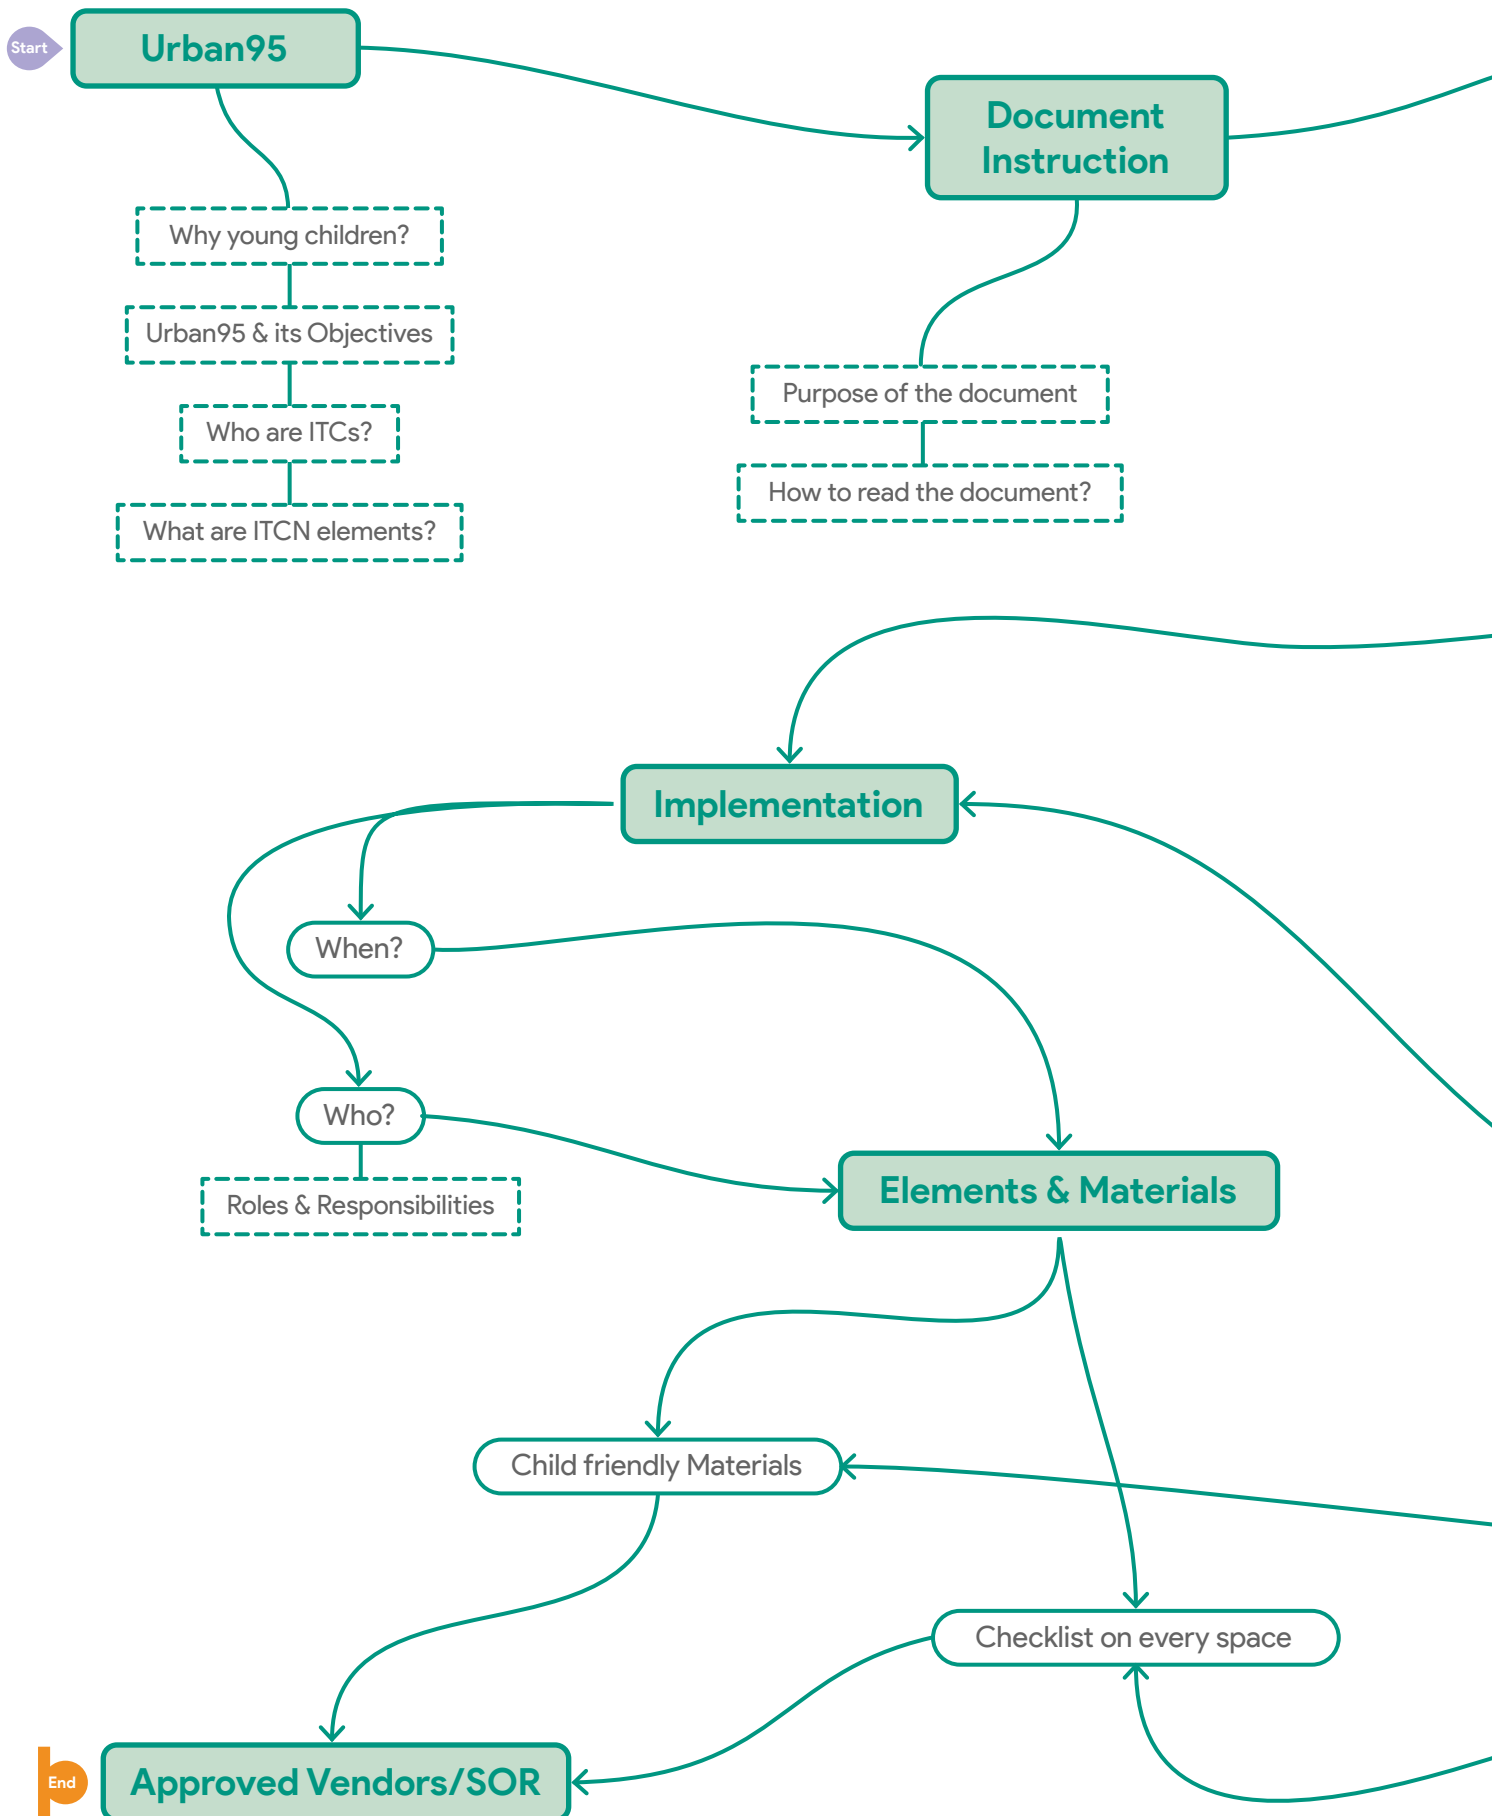 Start
Urban95
Document
Instruction
Why young children?
Urban95 & its Objectives
Who are ITCs?
What are ITCN elements?
Purpose of the document
How to read the document?
Implementation
When?
Who?
Roles & Responsibilities
Elements & Materials
Child friendly Materials
Checklist on every space
End
Approved Vendors/SOR